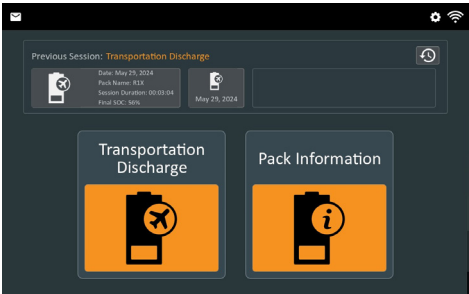 Previous Session: Transportation Discharge
Date: May 29, 2024
Pack Name: R1X
Session Duration: 00:03:04
Final SOC: 56%
May 29, 2024
Transportation
Discharge
Pack Information
i